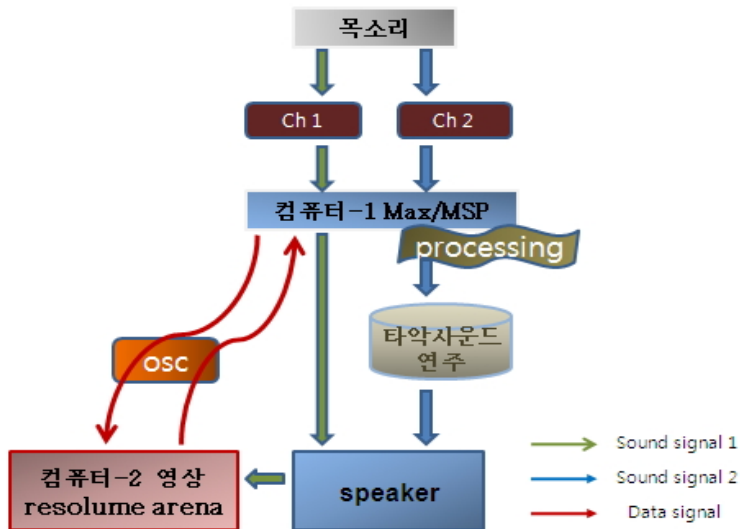 목소리
Ch 1
Ch 2
컴퓨터-1 Max/MSP
processing
타악사운드
연주
osc
컴퓨터-2 영상
resolume arena
speaker
Sound signal 1
Sound signal 2
Data signal